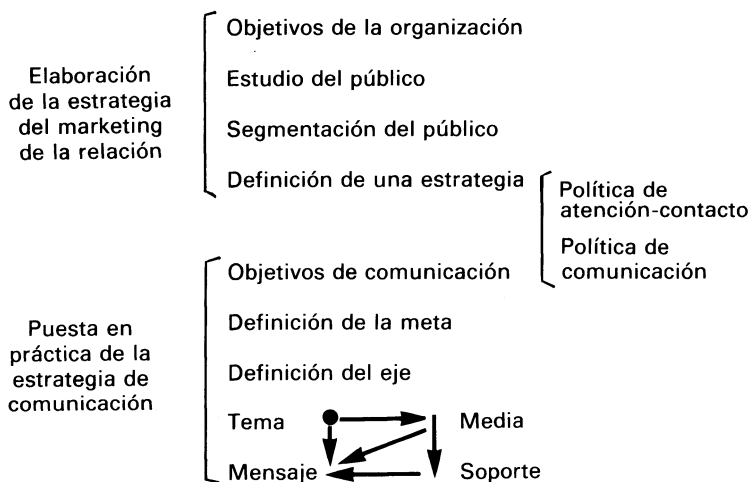 Elaboración
de la estrategia
del marketing
de la relación
Objetivos de la organización
Estudio del público
Segmentación del público
Definición de una estrategia
Política de
atención-contacto
Política de
comunicación
Puesta en
práctica de la
estrategia de
comunicación
Objetivos de comunicación
Definición de la meta
Definición del eje
Tema
Media
Mensaje
Soporte